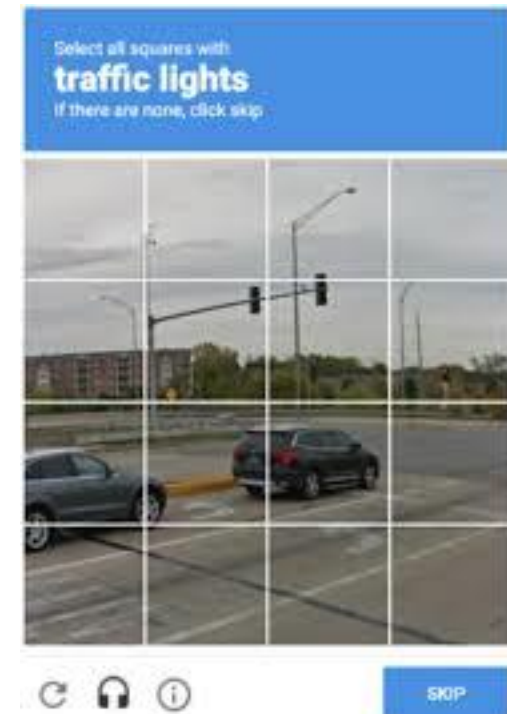 Select all squares with
traffic lights
If there are none, click skip
SKIP